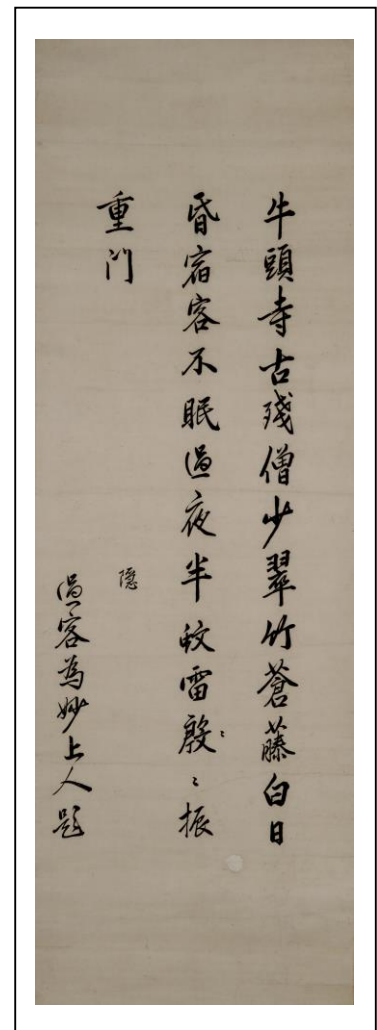 牛頭寺古殘僧少翠竹蒼藤白日
昏宿客不眠過夜半蚊雷殷〻振
重門
隱
過客為妙上人題